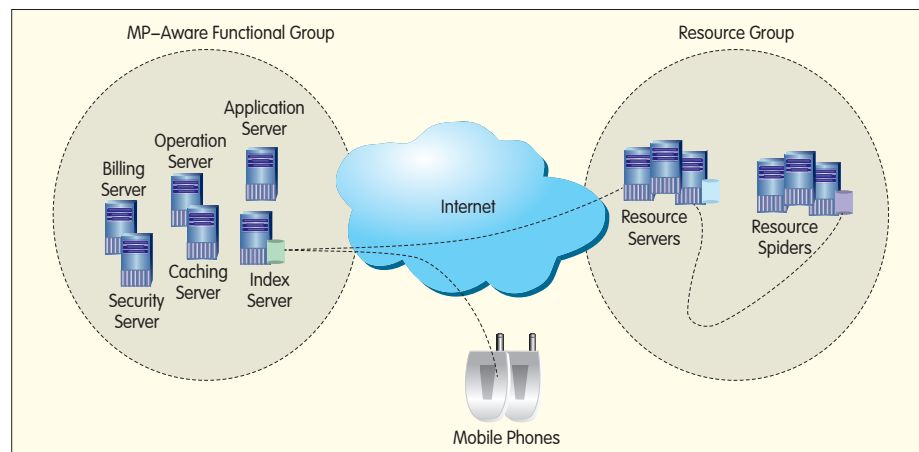 MP–Aware Functional Group
Resource Group
Application
Server
Operation
Server
Billing
Server
Internet
Resource
Servers
Resource
Spiders
Caching
Server
Index
Server
Security
Server
Mobile Phones